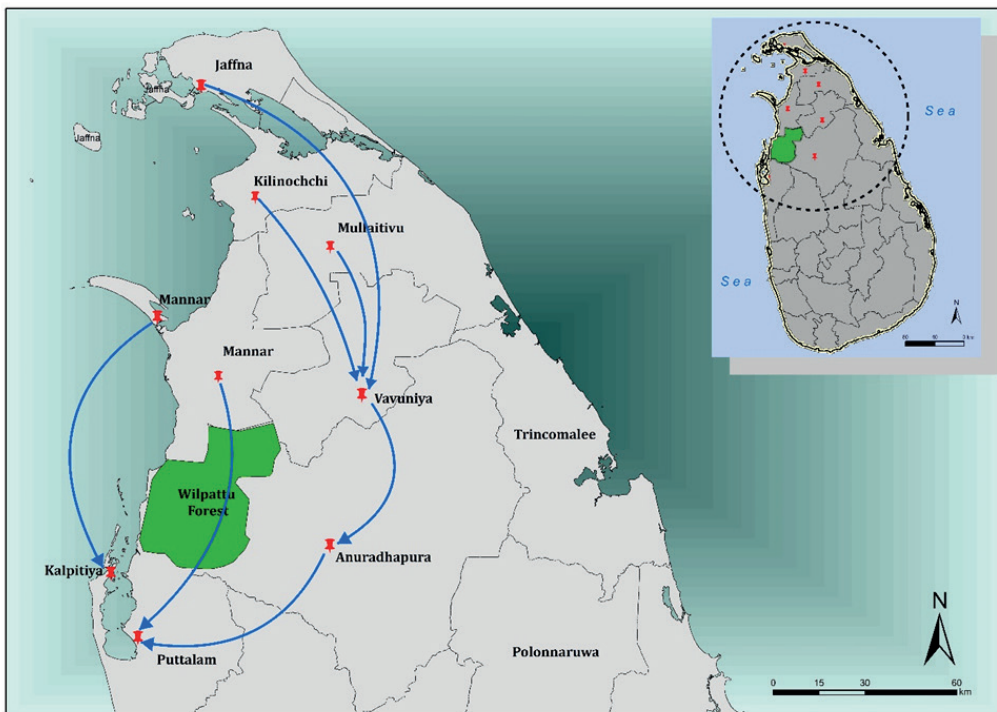 Jaffna
Jaffna
Jaffna
Kilinochchi
Mullaitivu
Mannar
Mannar
Vavuniya
Trincomalee
Wilpattu
Forest
Anuradhapura
Kalpitiya
Puttalam
Polonnaruwa
N
0 15 30 60
km
Sea
Sea
N
km